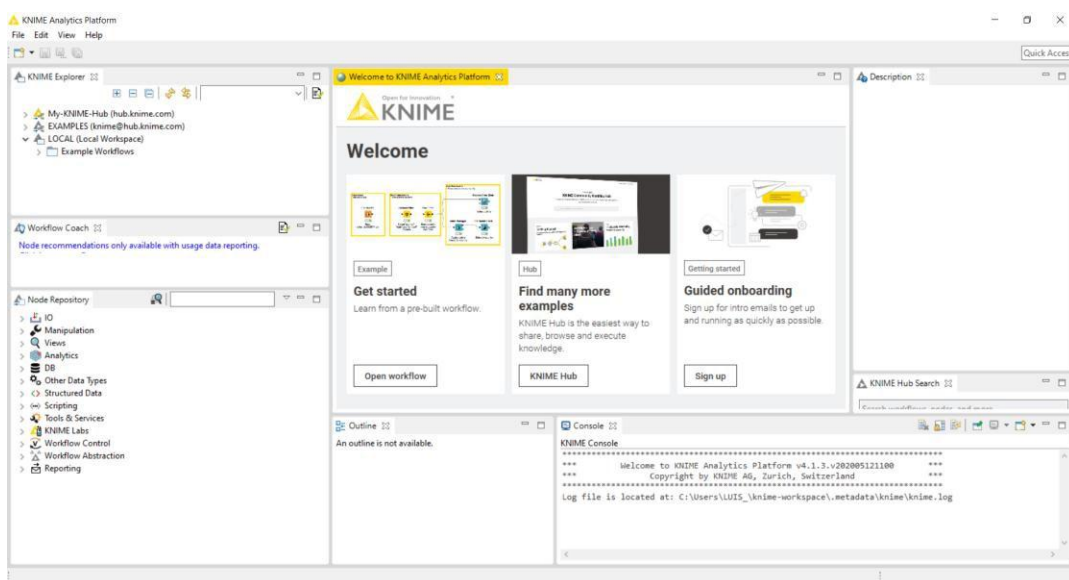 KNIME Analytics Platform
File Edit View Help
Quick Acces
KNIME Explorer
My-KNIME-Hub (hub.knime.com)
EXAMPLES (knime@hub.knime.com)
LOCAL (Local Workspace)
Example Workflows
Workflow Coach
Node recommendations only available with usage data reporting.
Node Repository
IO
Manipulation
Views
Analytics
DB
Other Data Types
Structured Data
Scripting
Tools & Services
KNIME Labs
Workflow Control
Workflow Abstraction
Reporting
Welcome to KNIME Analytics Platform
Open for Innovation
KNIME
Welcome
Example
Get started
Learn from a pre-built workflow.
Open workflow
Hub
Find many more
examples
KNIME Hub is the easiest way to
share, browse and execute
knowledge.
KNIME Hub
Getting started
Guided onboarding
Sign up for intro emails to get up
and running as quickly as possible.
Sign up
Description
KNIME Hub Search
Search workflows, nodes and more
Outline
An outline is not available.
Console
KNIME Console
***********************************************************************
*** Welcome to KNIME Analytics Platform v4.1.3.v202005121100 ***
*** Copyright by KNIME AG, Zurich, Switzerland ***
***********************************************************************
Log file is located at: C:\Users\LUIS_\knime-workspace\.metadata\knime\knime.log